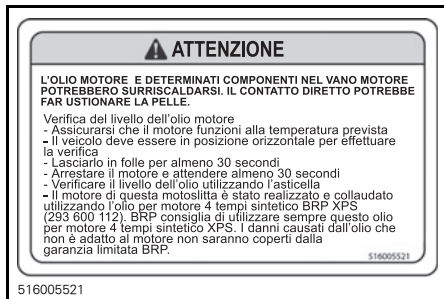 ATTENZIONE
L'OLIO MOTORE E DETERMINATI COMPONENTI NEL VANO MOTORE
POTREBBERO SURRISCALDARSI. IL CONTATTO DIRETTO POTREBBE
FAR USTIONARE LA PELLE.
Verifica del livello dell'olio motore
- Assicurarsi che il motore funzioni alla temperatura prevista
- Il veicolo deve essere in posizione orizzontale per effettuare
la verifica
- Lasciarlo in folle per almeno 30 secondi
- Arrestare il motore e attendere almeno 30 secondi
- Verificare il livello dell'olio utilizzando l'asticella
- Il motore di questa motoslitta è stato realizzato e collaudato
utilizzando l'olio per motore 4 tempi sintetico BRP XPS
(293 600 112). BRP consiglia di utilizzare sempre questo olio
per motore 4 tempi sintetico XPS. I danni causati dall'olio che
non è adatto al motore non saranno coperti dalla
garanzia limitata BRP.
516005521
516005521